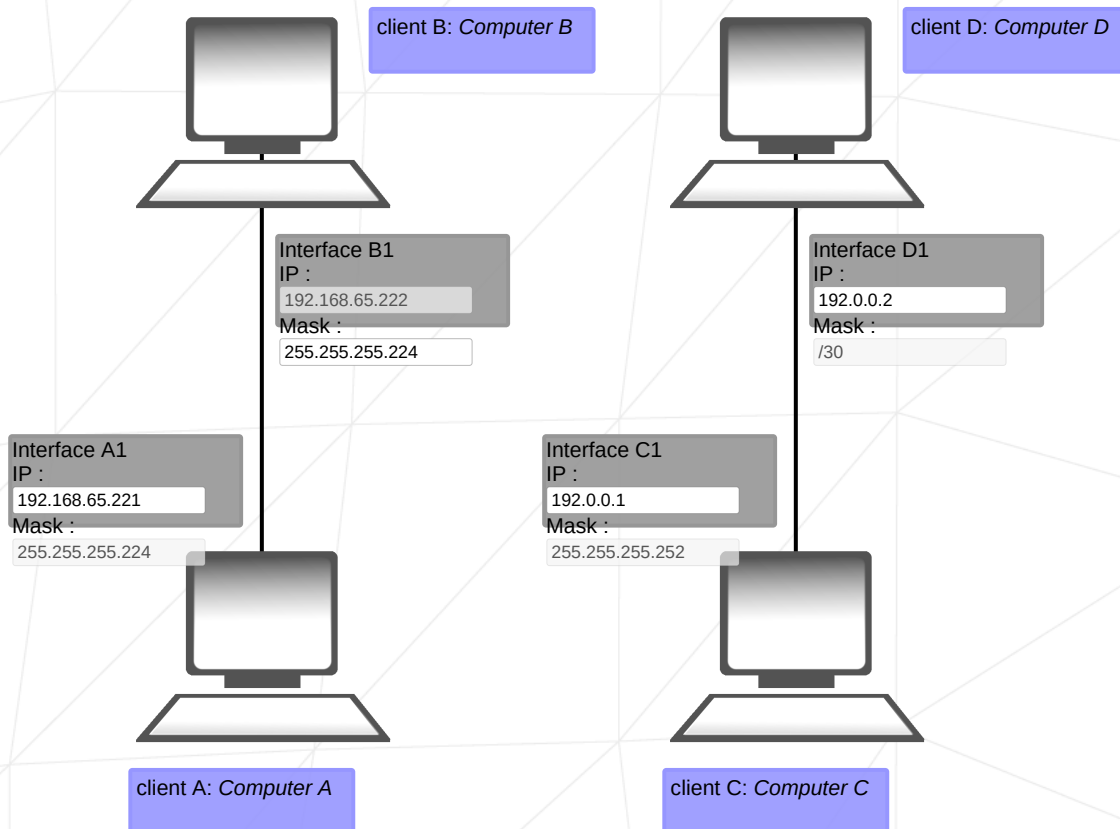 client B: Computer B
client D: Computer D
Interface B1
IP :
192.168.65.222
Mask :
255.255.255.224
Interface D1
IP :
192.0.0.2
Mask :
/30
Interface A1
IP :
192.168.65.221
Mask :
255.255.255.224
Interface C1
IP :
192.0.0.1
Mask :
255.255.255.252
client A: Computer A
client C: Computer C